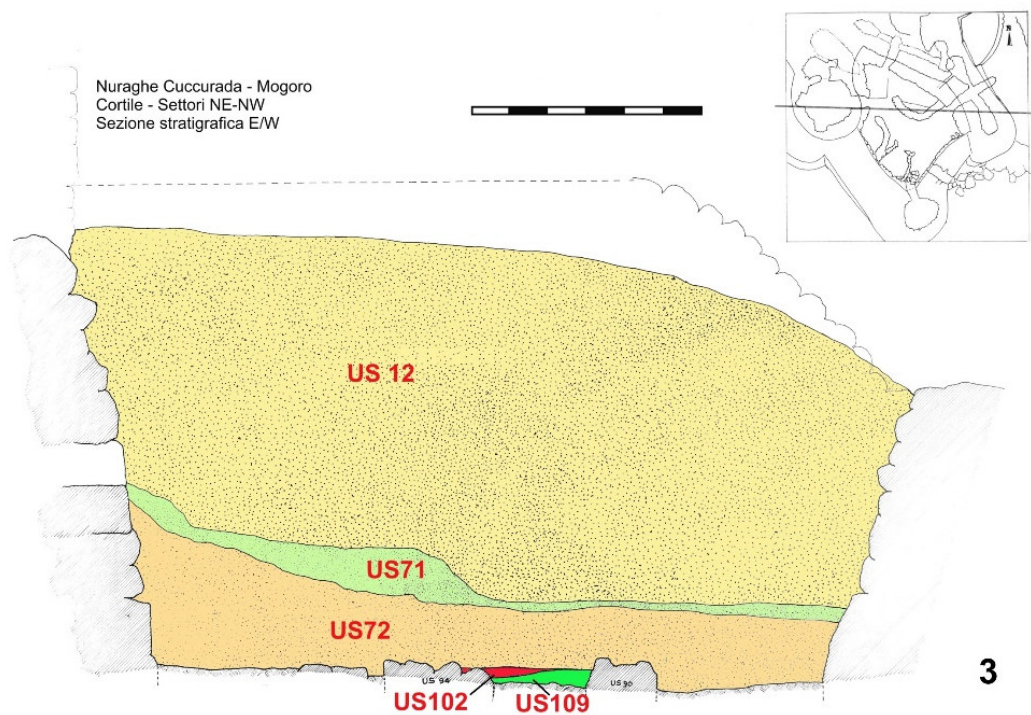 Nuraghe Cuccurada - Mogoro
Cortile - Settori NE-NW
Sezione stratigrafica E/W
N
US 12
US71
US72
US 94
US 90
US102
US109
3